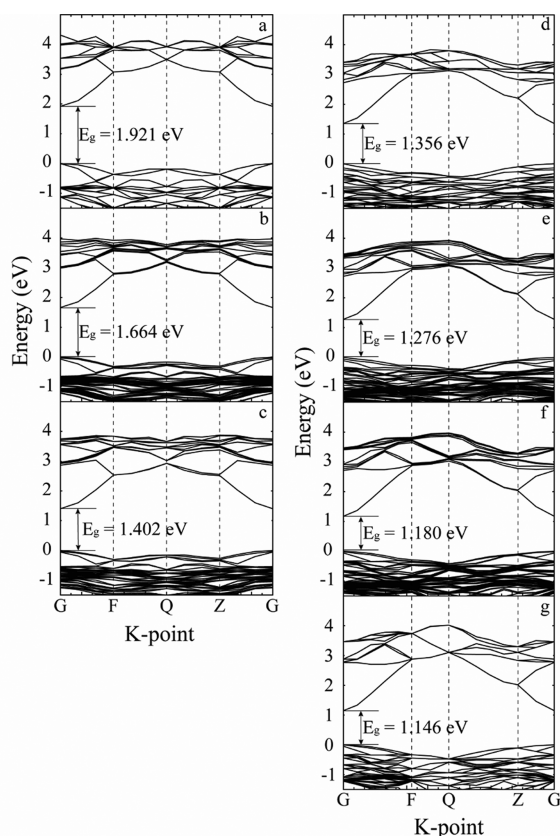 a
4
3
2
Eg = 1.921 eV
1
0
-1
b
4
3
2
Eg = 1.664 eV
1
0
-1
c
4
3
2
Eg = 1.402 eV
1
0
-1
G F Q Z G
K-point
Energy (eV)
d
4
3
2
1
Eg = 1.356 eV
0
-1
e
4
3
2
1
Eg = 1.276 eV
0
-1
f
4
3
2
1
Eg = 1.180 eV
0
-1
g
4
3
2
1
Eg = 1.146 eV
0
-1
G F Q Z G
K-point
Energy (eV)